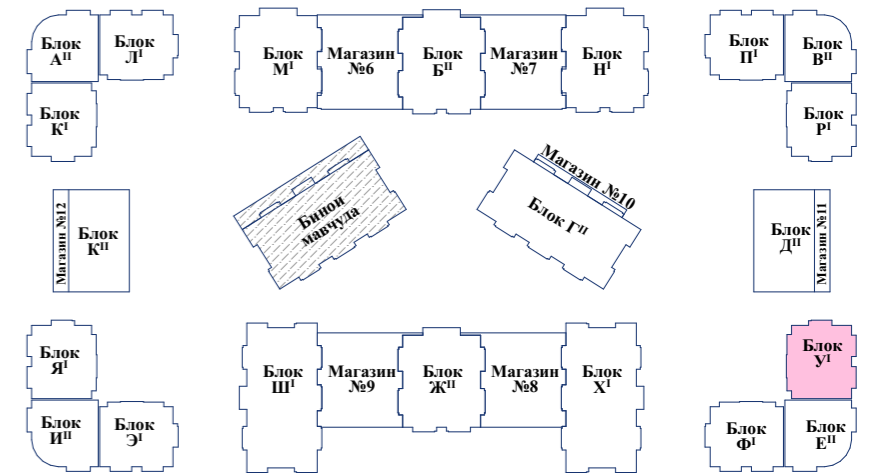 Блок
Аᴵᴵ
Блок
Лᴵ
Блок
Мᴵ
Магазин
№6
Блок
Бᴵᴵ
Магазин
№7
Блок
Нᴵ
Блок
Пᴵ
Блок
Вᴵᴵ
Блок
Кᴵ
Блок
Рᴵ
Магазин №12
Блок
Кᴵᴵ
Бинои
мавчуда
Магазин №10
Блок Гᴵᴵ
Блок
Дᴵᴵ
Магазин №11
Блок
Яᴵ
Блок
Шᴵ
Магазин
№9
Блок
Жᴵᴵ
Магазин
№8
Блок
Хᴵ
Блок
Уᴵ
Блок
Иᴵᴵ
Блок
Эᴵ
Блок
Фᴵ
Блок
Еᴵᴵ